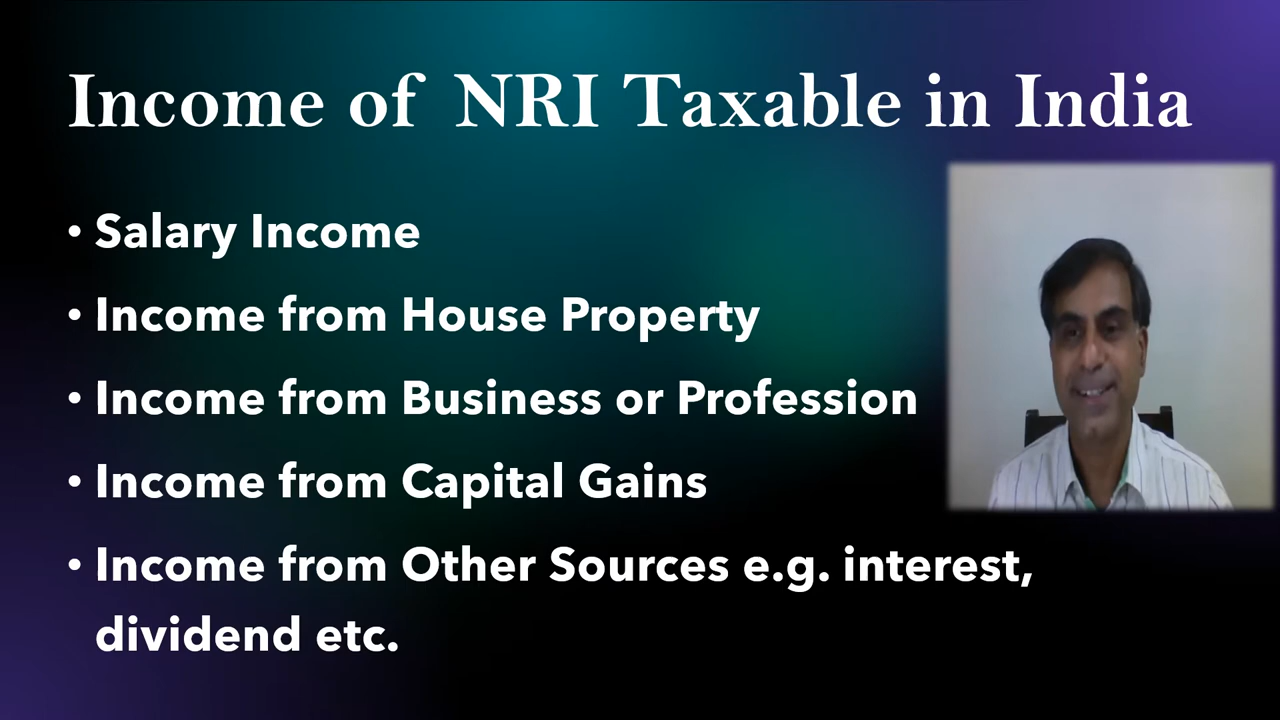 Income of NRI Taxable in India
• Salary Income
• Income from House Property
• Income from Business or Profession
• Income from Capital Gains
• Income from Other Sources e.g. interest,
dividend etc.